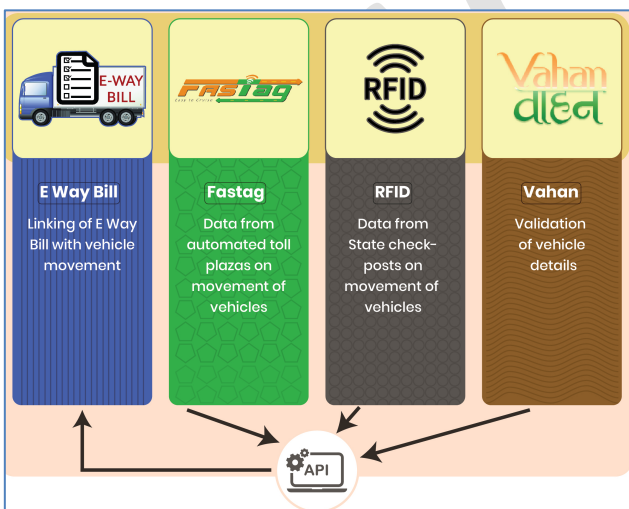 E-WAY
BILL
FASTag
Easy to Cruise
RFID
Vahan
वाहन
E Way Bill
Linking of E Way
Bill with vehicle
movement
Fastag
Data from
automated toll
plazas on
movement of
vehicles
RFID
Data from
State check-
posts on
movement of
vehicles
Vahan
Validation
of vehicle
details
API